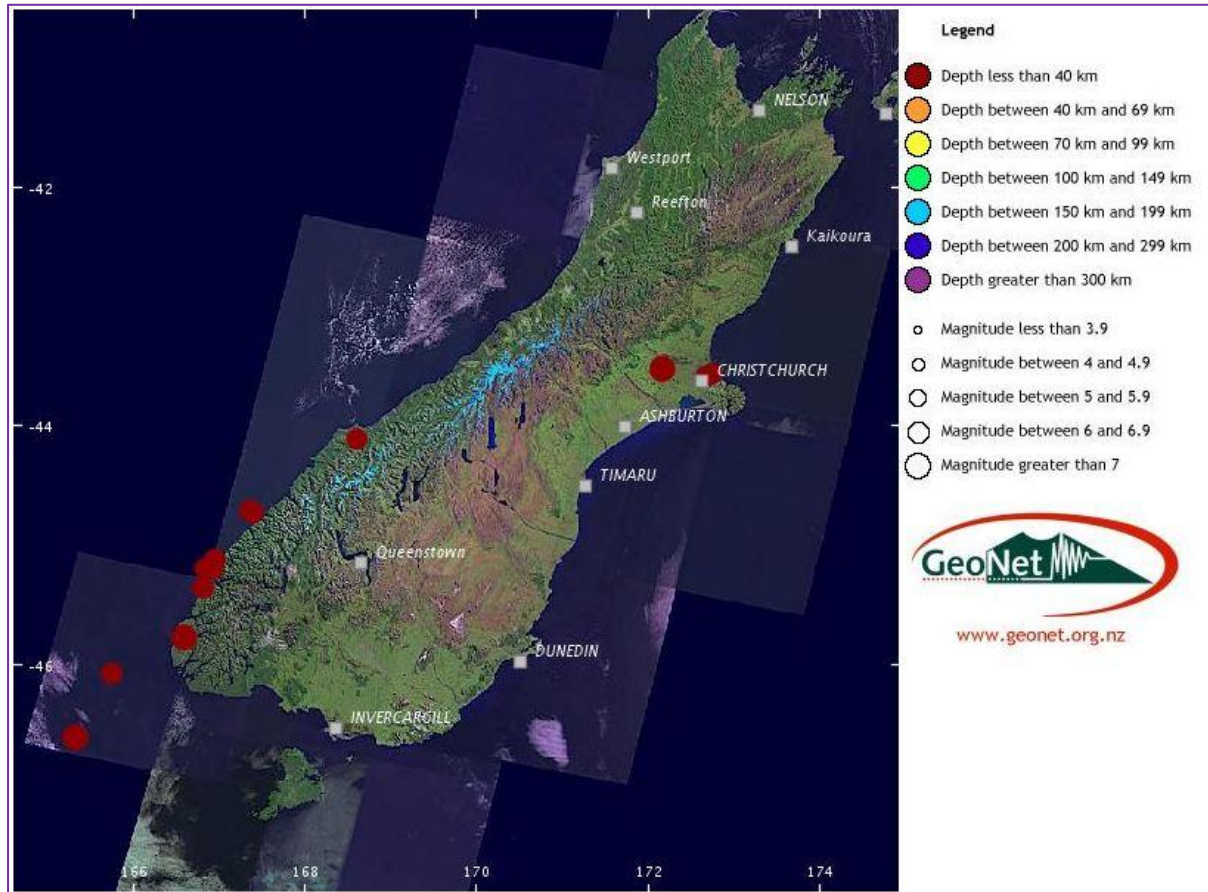 Legend
Depth less than 40 km
Depth between 40 km and 69 km
Depth between 70 km and 99 km
Depth between 100 km and 149 km
Depth between 150 km and 199 km
Depth between 200 km and 299 km
Depth greater than 300 km
Magnitude less than 3.9
Magnitude between 4 and 4.9
Magnitude between 5 and 5.9
Magnitude between 6 and 6.9
Magnitude greater than 7
GeoNet
www.geonet.org.nz
NELSON
Westport
-42
Reefton
Kaikoura
CHRISTCHURCH
-44
ASHBURTON
TIMARU
Queenstown
-46
DUNEDIN
INVERCARGILL
166
168
170
172
174